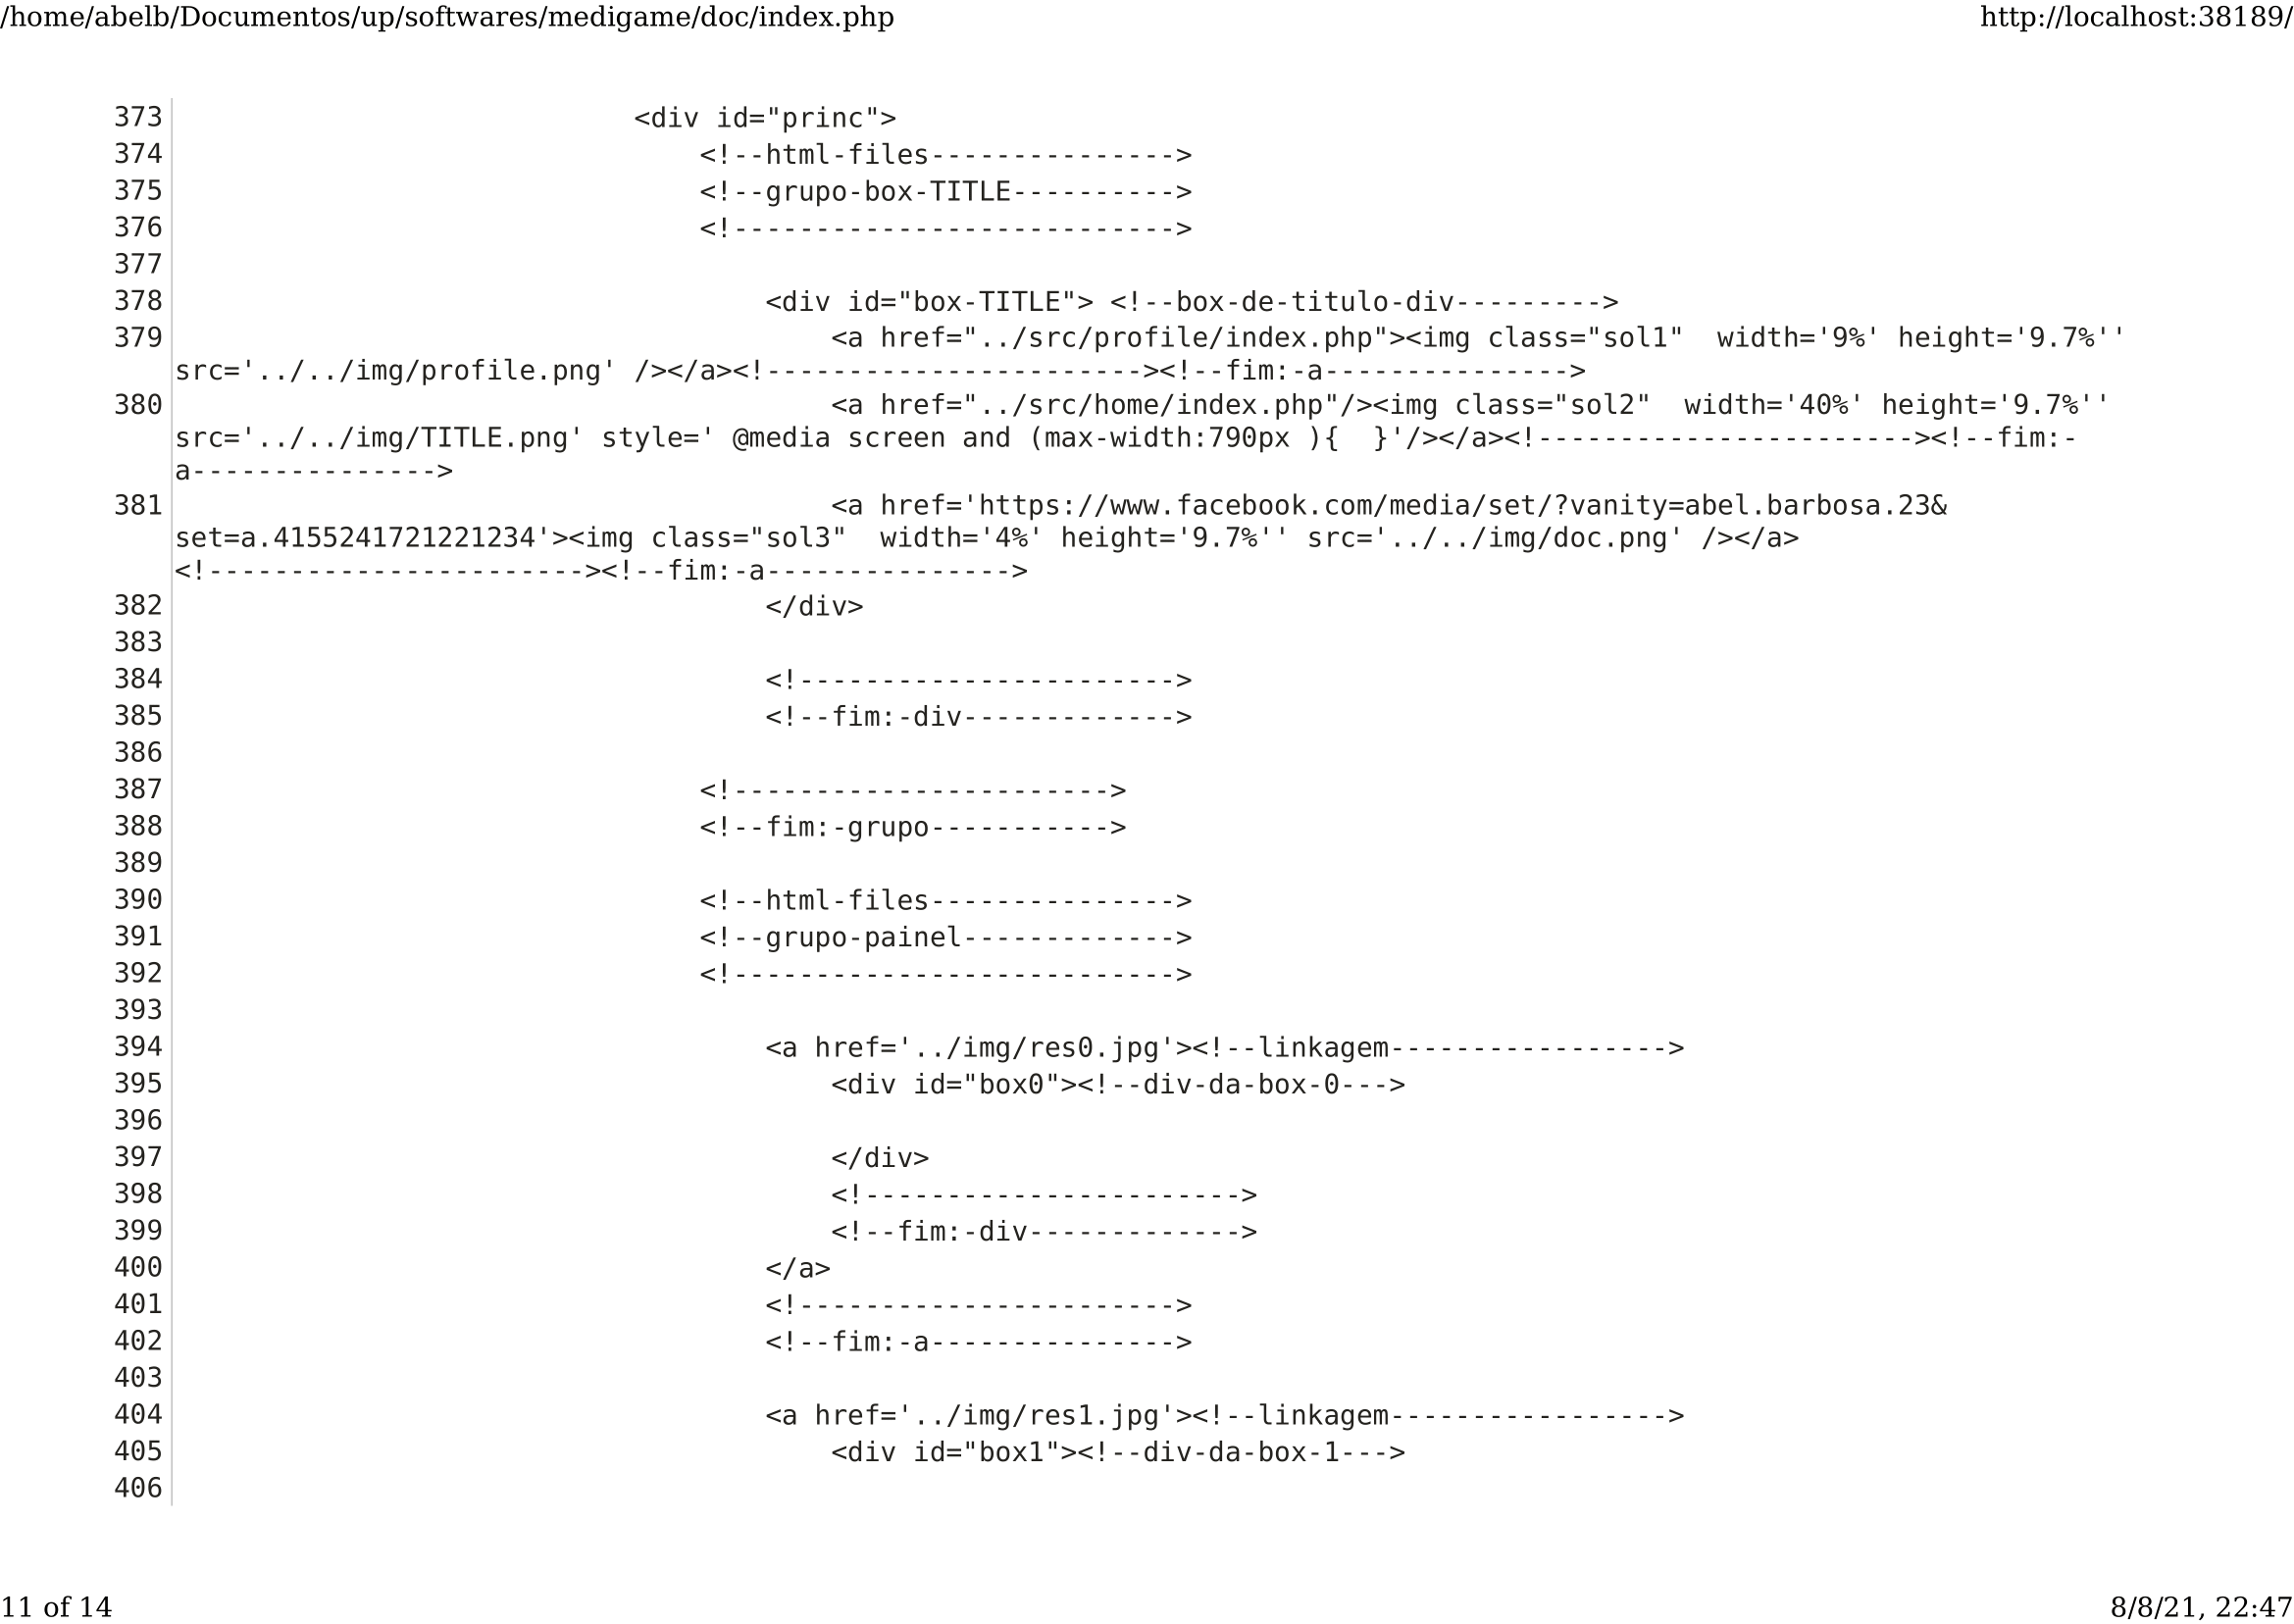 /home/abelb/Documentos/up/softwares/medigame/doc/index.php http://localhost:38189/
373 <div id="princ">
374 <!--html-files--------------->
375 <!--grupo-box-TITLE---------->
376 <!--------------------------->
377
378 <div id="box-TITLE"> <!--box-de-titulo-div--------->
379 <a href="../src/profile/index.php"><img class="sol1"  width='9%' height='9.7%''
src='../../img/profile.png' /></a><!-----------------------><!--fim:-a--------------->
380 <a href="../src/home/index.php"/><img class="sol2"  width='40%' height='9.7%''
src='../../img/TITLE.png' style=' @media screen and (max-width:790px ){  }'/></a><!-----------------------><!--fim:-
a--------------->
381 <a href='https://www.facebook.com/media/set/?vanity=abel.barbosa.23&
set=a.4155241721221234'><img class="sol3"  width='4%' height='9.7%'' src='../../img/doc.png' /></a>
<!-----------------------><!--fim:-a--------------->
382 </div>
383
384 <!----------------------->
385 <!--fim:-div------------->
386
387 <!----------------------->
388 <!--fim:-grupo----------->
389
390 <!--html-files--------------->
391 <!--grupo-painel------------->
392 <!--------------------------->
393
394 <a href='../img/res0.jpg'><!--linkagem----------------->
395 <div id="box0"><!--div-da-box-0--->
396
397 </div>
398 <!----------------------->
399 <!--fim:-div------------->
400 </a>
401 <!----------------------->
402 <!--fim:-a--------------->
403
404 <a href='../img/res1.jpg'><!--linkagem----------------->
405 <div id="box1"><!--div-da-box-1--->
406
11 of 14 8/8/21, 22:47